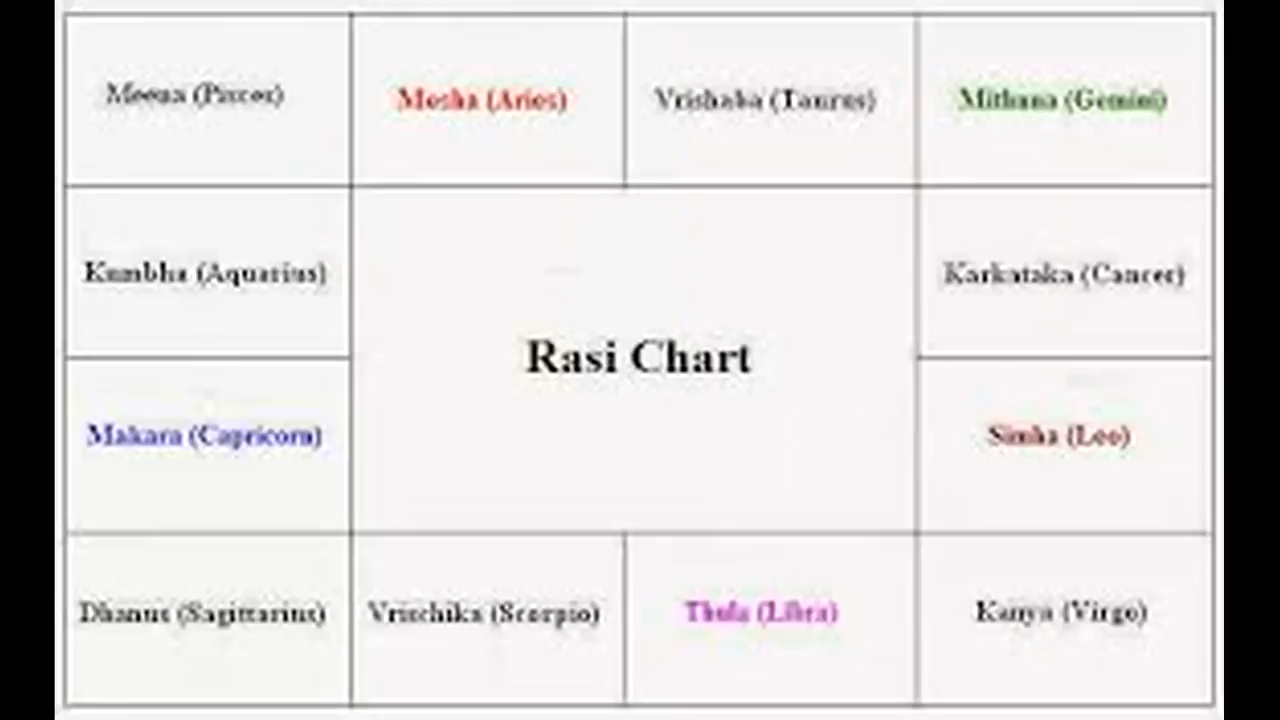 Meena (Pisces)
Mesha (Aries)
Vrishaba (Taurus)
Mithuna (Gemini)
Kumbha (Aquarius)
Karkataka (Cancer)
Rasi Chart
Makara (Capricorn)
Simha (Leo)
Dhanus (Sagittarius)
Vrischika (Scorpio)
Thula (Libra)
Kanya (Virgo)